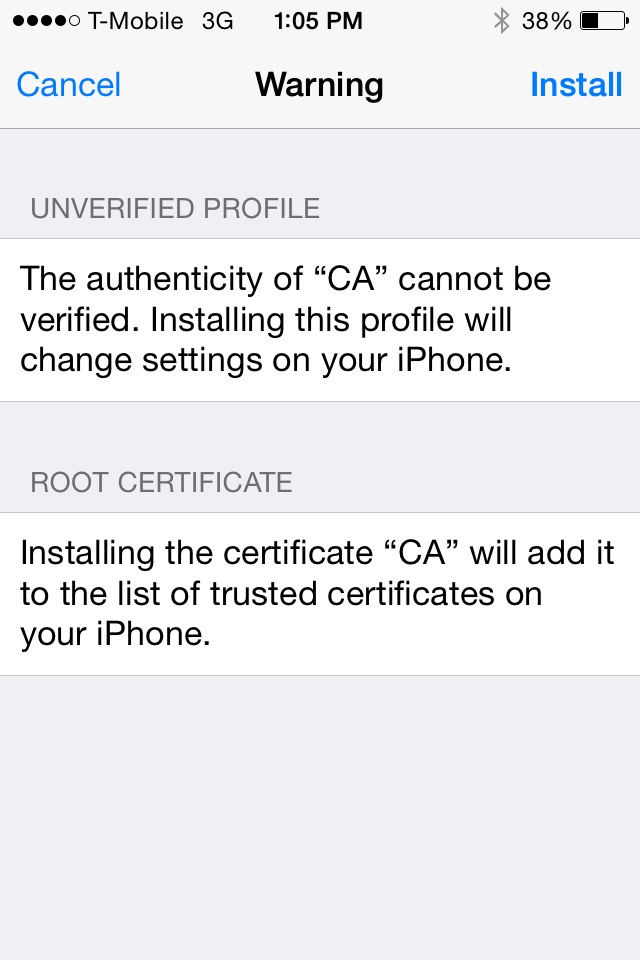 T-Mobile 3G 1:05 PM 38%
Cancel Warning Install
UNVERIFIED PROFILE
The authenticity of “CA” cannot be
verified. Installing this profile will
change settings on your iPhone.
ROOT CERTIFICATE
Installing the certificate “CA” will add it
to the list of trusted certificates on
your iPhone.